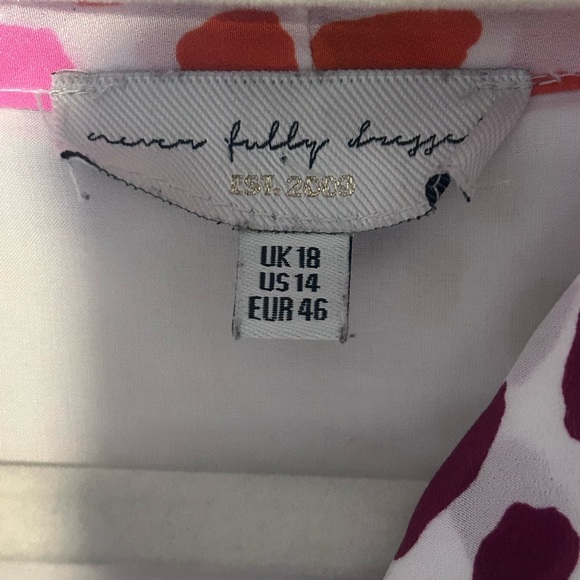 never fully dressed
EST. 2009
UK 18
US 14
EUR 46